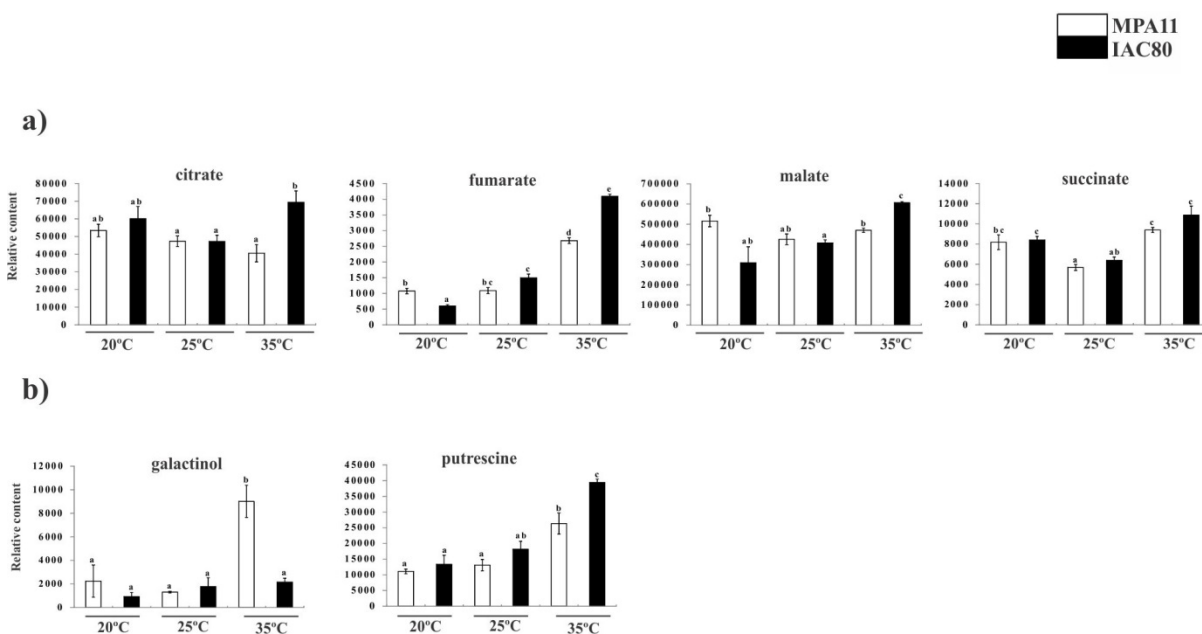 MPA11
IAC80
a)
citrate
Relative content
80000
70000
60000
50000
40000
30000
20000
10000
0
a b
a b
a
a
a
b
20ºC 25ºC 35ºC
fumarate
4500
4000
3500
3000
2500
2000
1500
1000
500
0
b
a
b c
c
d
e
20ºC 25ºC 35ºC
malate
700000
600000
500000
400000
300000
200000
100000
0
b
ab
ab
a
b
c
20ºC 25ºC 35ºC
succinate
14000
12000
10000
8000
6000
4000
2000
0
b c
c
a
ab
c
c
20ºC 25ºC 35ºC
b)
galactinol
Relative content
12000
10000
8000
6000
4000
2000
0
a
a
a
a
b
a
20ºC 25ºC 35ºC
putrescine
45000
40000
35000
30000
25000
20000
15000
10000
5000
0
a
a
a
ab
b
c
20ºC 25ºC 35ºC